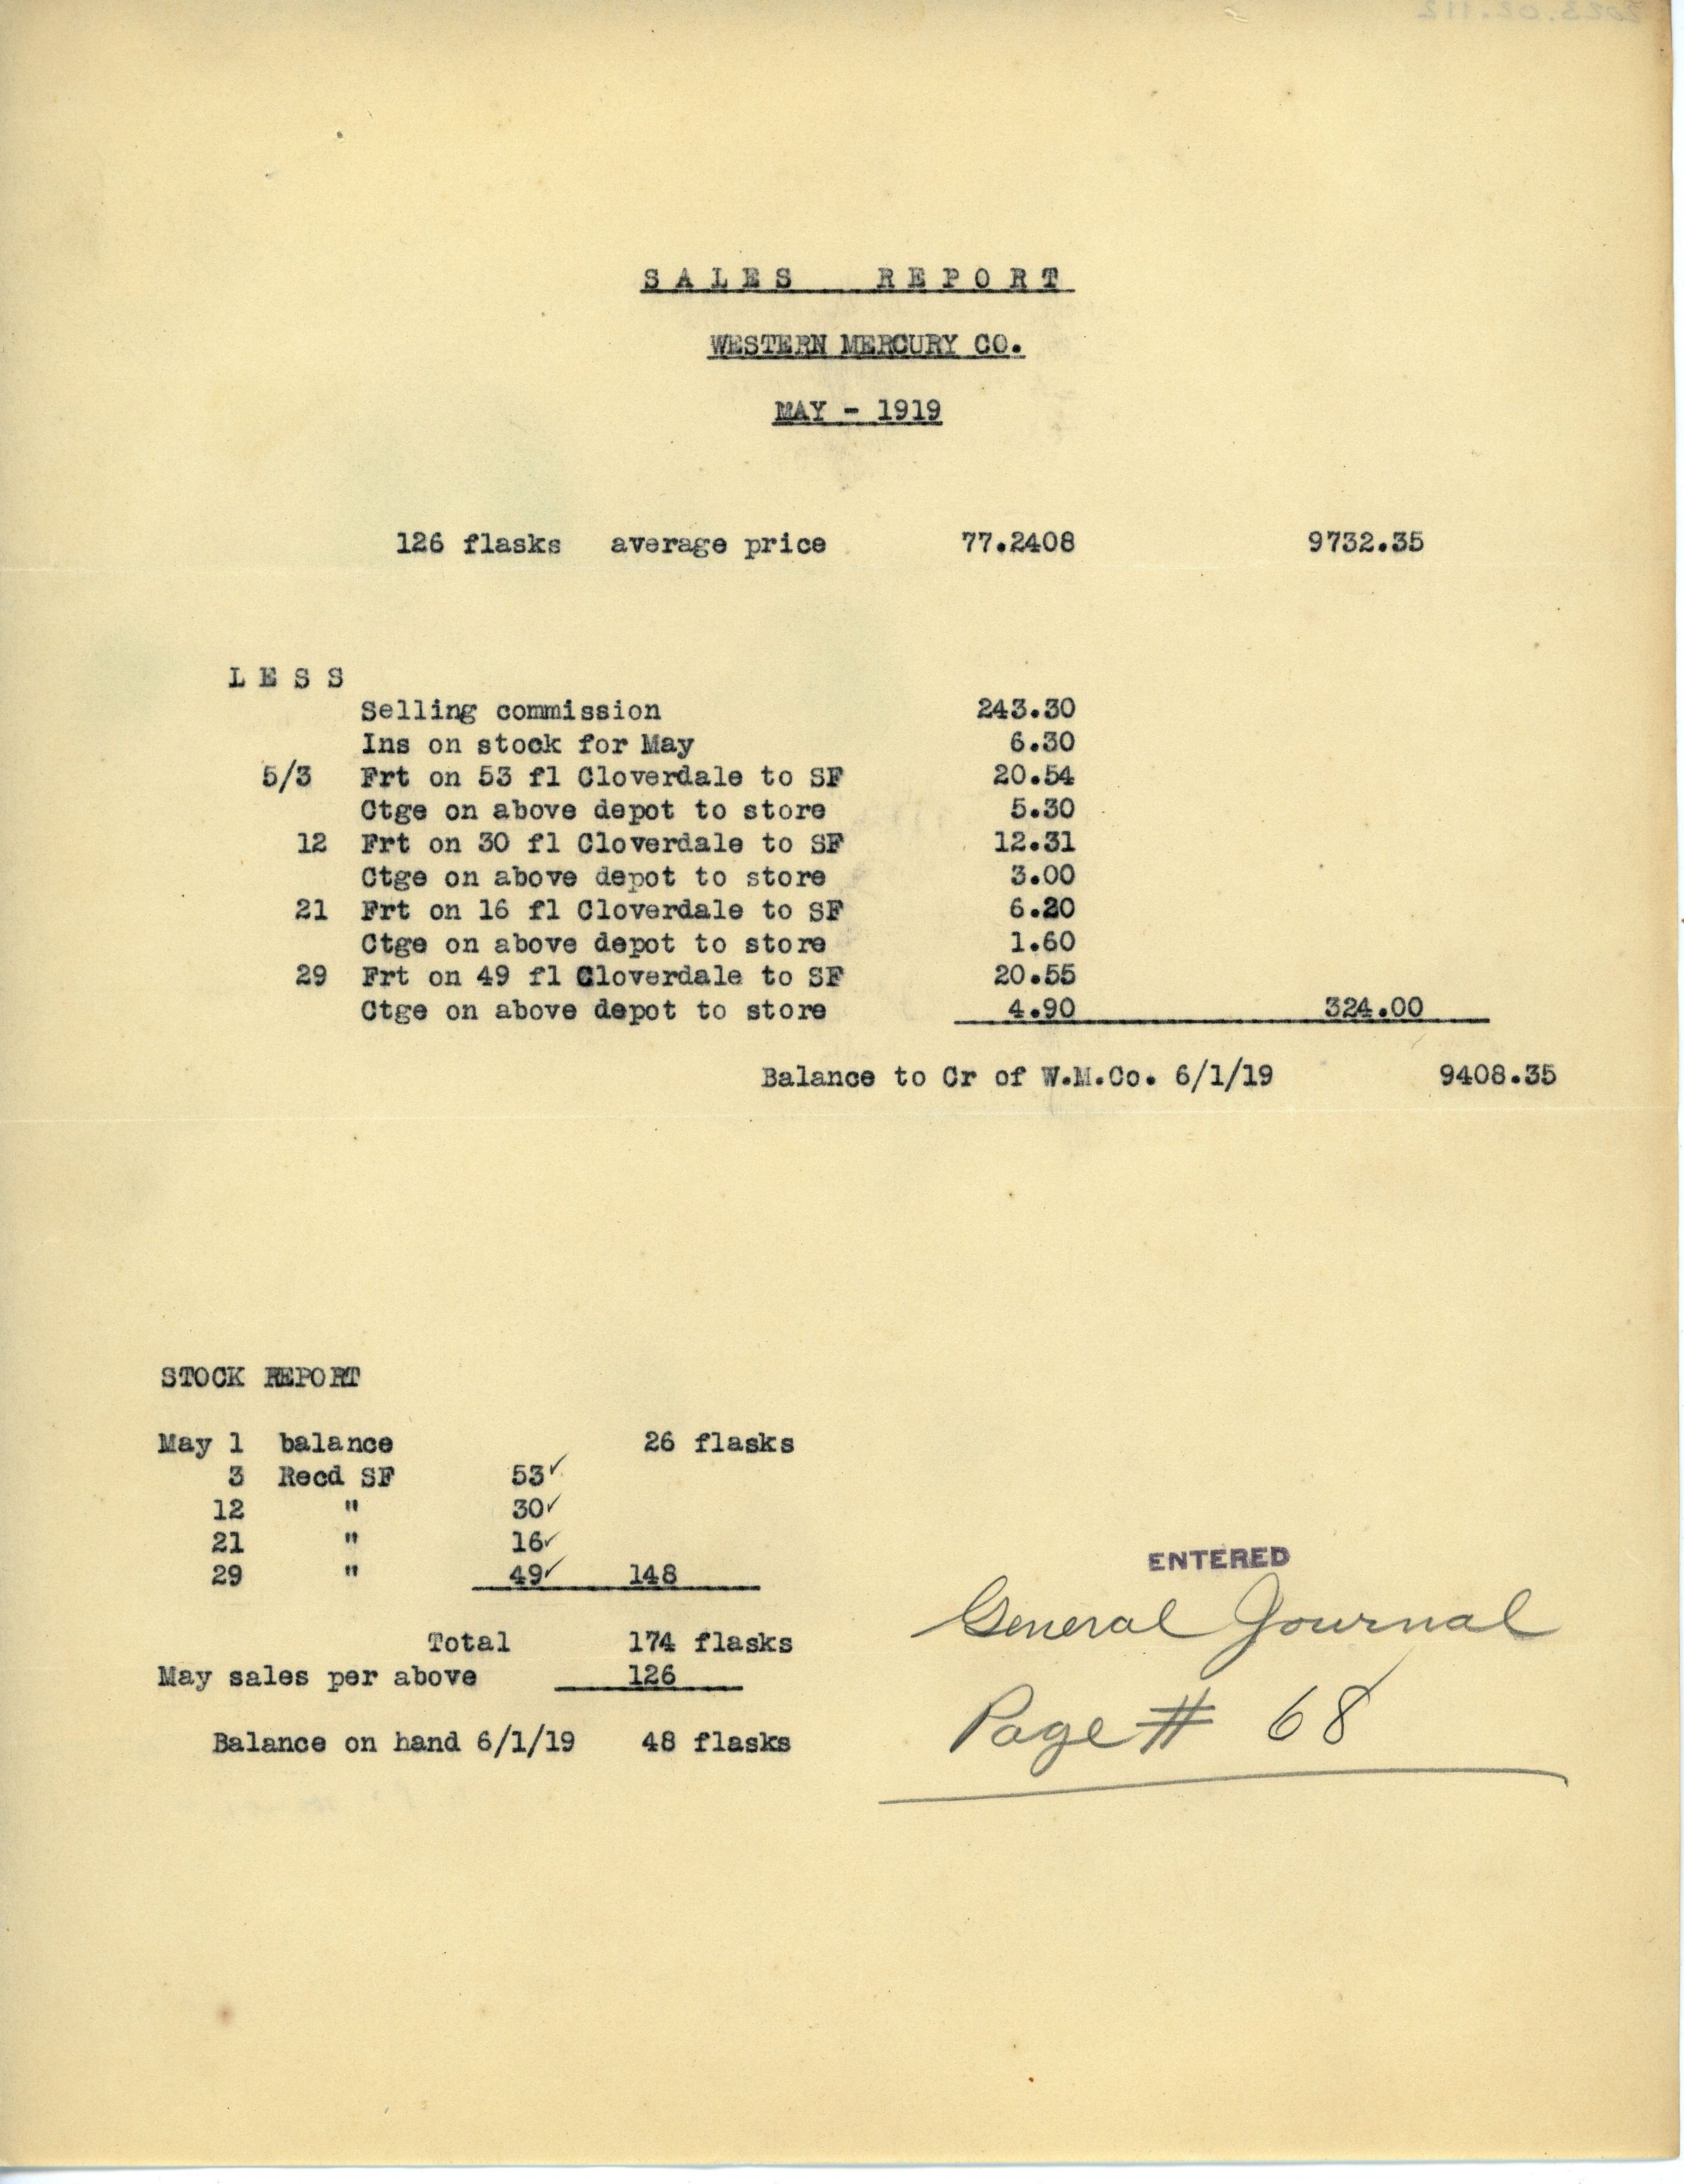 S A L E S   R E P O R T
WESTERN MERCURY CO.
MAY - 1919
126 flasks   average price   77.2408   9732.35
L E S S
Selling commission   243.30
Ins on stock for May   6.30
5/3 Frt on 53 fl Cloverdale to SF   20.54
Ctge on above depot to store   5.30
12 Frt on 30 fl Cloverdale to SF   12.31
Ctge on above depot to store   3.00
21 Frt on 16 fl Cloverdale to SF   6.20
Ctge on above depot to store   1.60
29 Frt on 49 fl Cloverdale to SF   20.55
Ctge on above depot to store   4.90   324.00
Balance to Cr of W.M.Co. 6/1/19   9408.35
STOCK REPORT
May 1 balance   26 flasks
3 Recd SF   53✓
12 "   30✓
21 "   16✓
29 "   49✓   148
Total   174 flasks
May sales per above   126
Balance on hand 6/1/19   48 flasks
ENTERED
General Journal
Page # 68